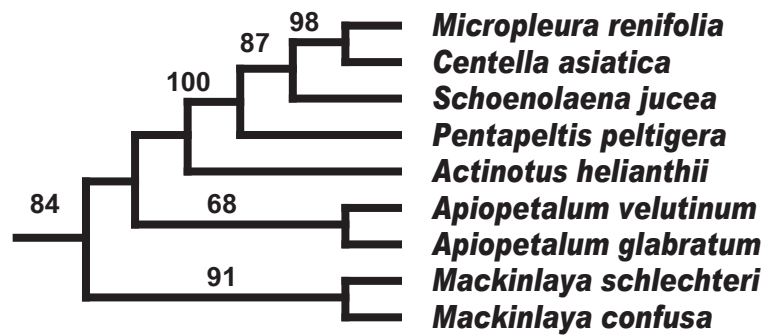 98
Micropleura renifolia
87
Centella asiatica
100
Schoenolaena jucea
Pentapeltis peltigera
Actinotus helianthii
84
68
Apiopetalum velutinum
Apiopetalum glabratum
91
Mackinlaya schlechteri
Mackinlaya confusa